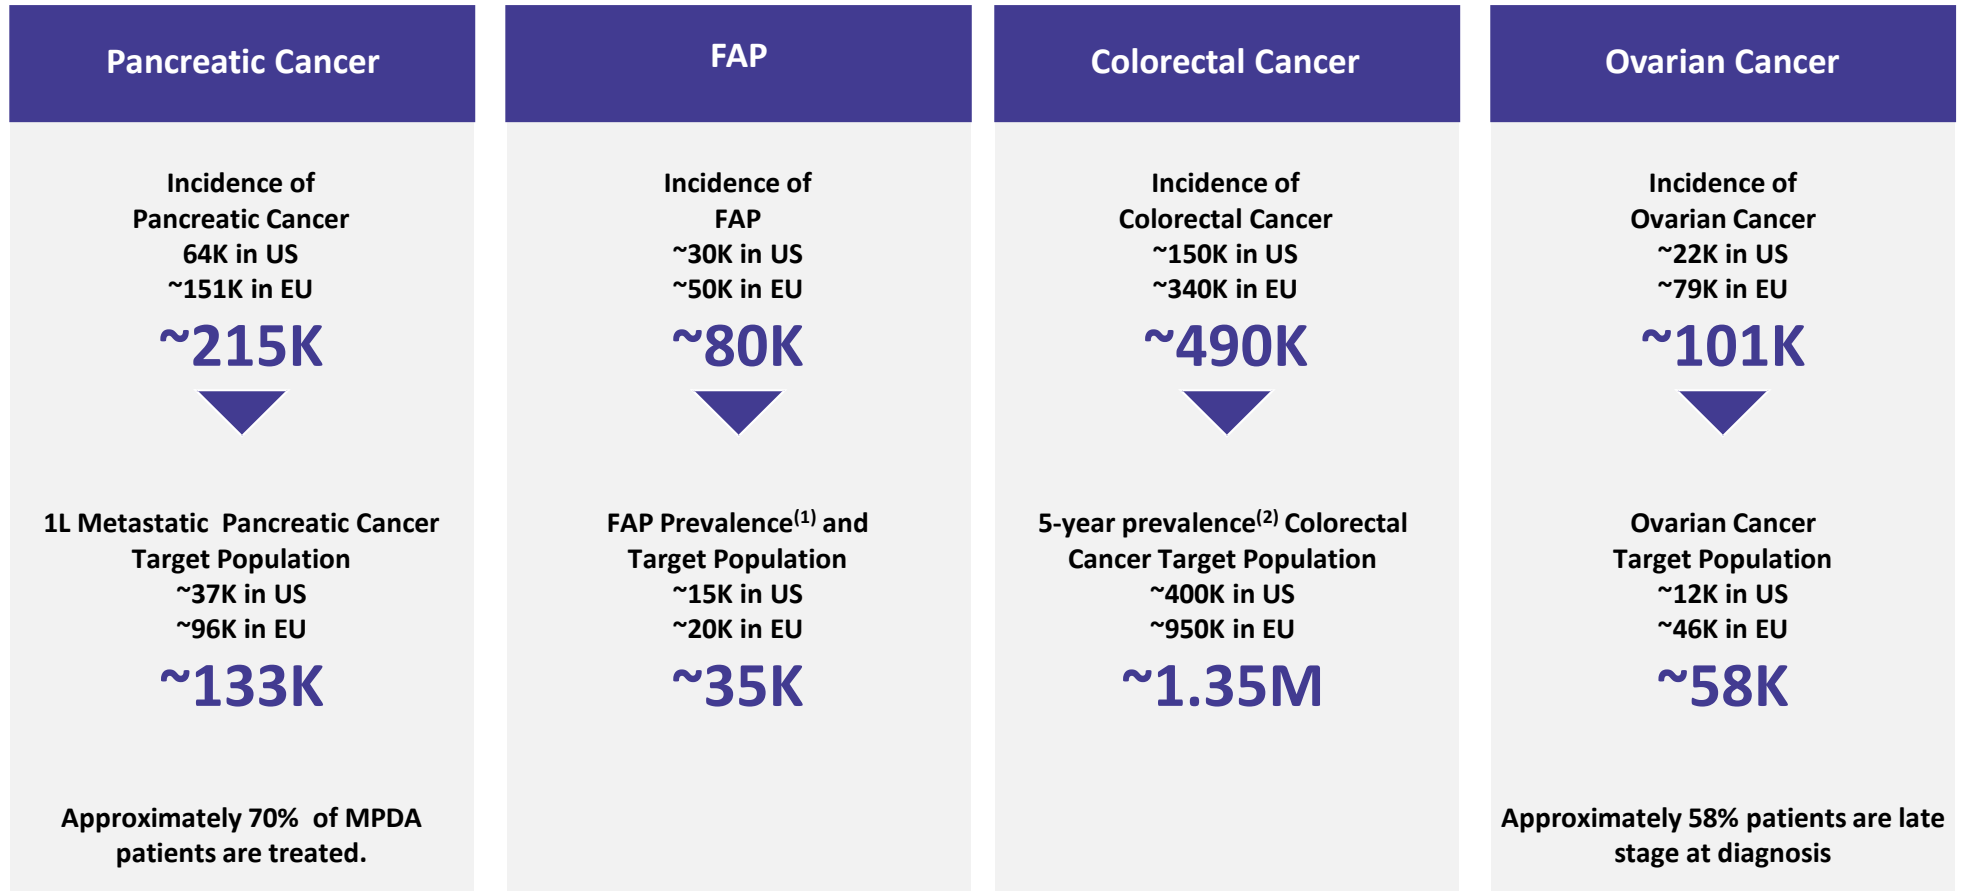 Pancreatic Cancer
Incidence of
Pancreatic Cancer
64K in US
~151K in EU
~215K
1L Metastatic  Pancreatic Cancer
Target Population
~37K in US
~96K in EU
~133K
Approximately 70%  of MPDA
patients are treated.
FAP
Incidence of
FAP
~30K in US
~50K in EU
~80K
FAP Prevalence(1) and
Target Population
~15K in US
~20K in EU
~35K
Colorectal Cancer
Incidence of
Colorectal Cancer
~150K in US
~340K in EU
~490K
5-year prevalence(2) Colorectal
Cancer Target Population
~400K in US
~950K in EU
~1.35M
Ovarian Cancer
Incidence of
Ovarian Cancer
~22K in US
~79K in EU
~101K
Ovarian Cancer
Target Population
~12K in US
~46K in EU
~58K
Approximately 58% patients are late
stage at diagnosis